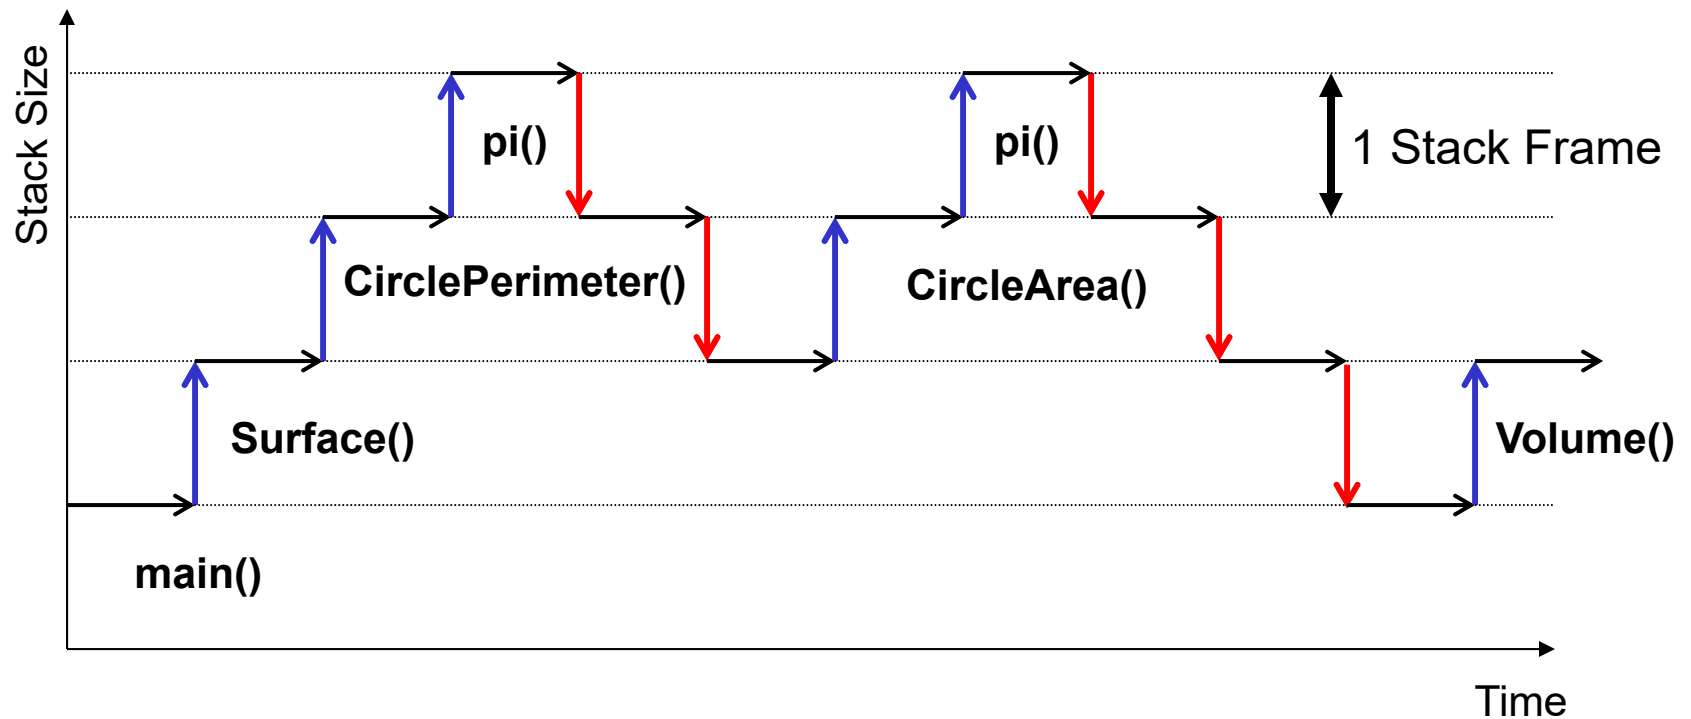 Stack Size
pi()
pi()
1 Stack Frame
CirclePerimeter()
CircleArea()
Surface()
Volume()
main()
Time